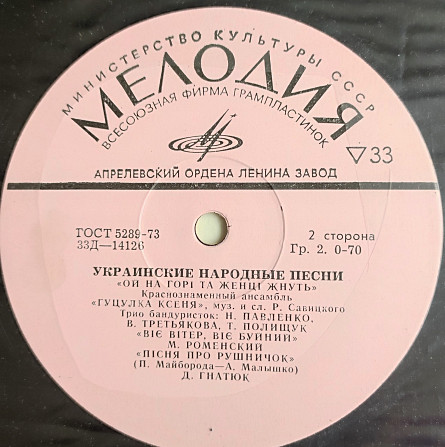 МИНИСТЕРСТВО КУЛЬТУРЫ СССР
МЕЛОДИЯ
ВСЕСОЮЗНАЯ ФИРМА ГРАМПЛАСТИНОК
33
АПРЕЛЕВСКИЙ ОРДЕНА ЛЕНИНА ЗАВОД
ГОСТ 5289-73
33Д—14126
2 сторона
Гр. 2. 0-70
УКРАИНСКИЕ НАРОДНЫЕ ПЕСНИ
«ОЙ НА ГОРІ ТА ЖЕНЦІ ЖНУТЬ»
Краснознаменный ансамбль
«ГУЦУЛКА КСЕНЯ», муз. и сл. Р. Савицкого
Трио бандуристок: Н. ПАВЛЕНКО,
В. ТРЕТЬЯКОВА, Т. ПОЛИЩУК
«ВІЄ ВІТЕР, ВІЄ БУЙНИЙ»
М. РОМЕНСКИЙ
«ПІСНЯ ПРО РУШНИЧОК»
(П. Майборода—А. Малышко)
Д. ГНАТЮК